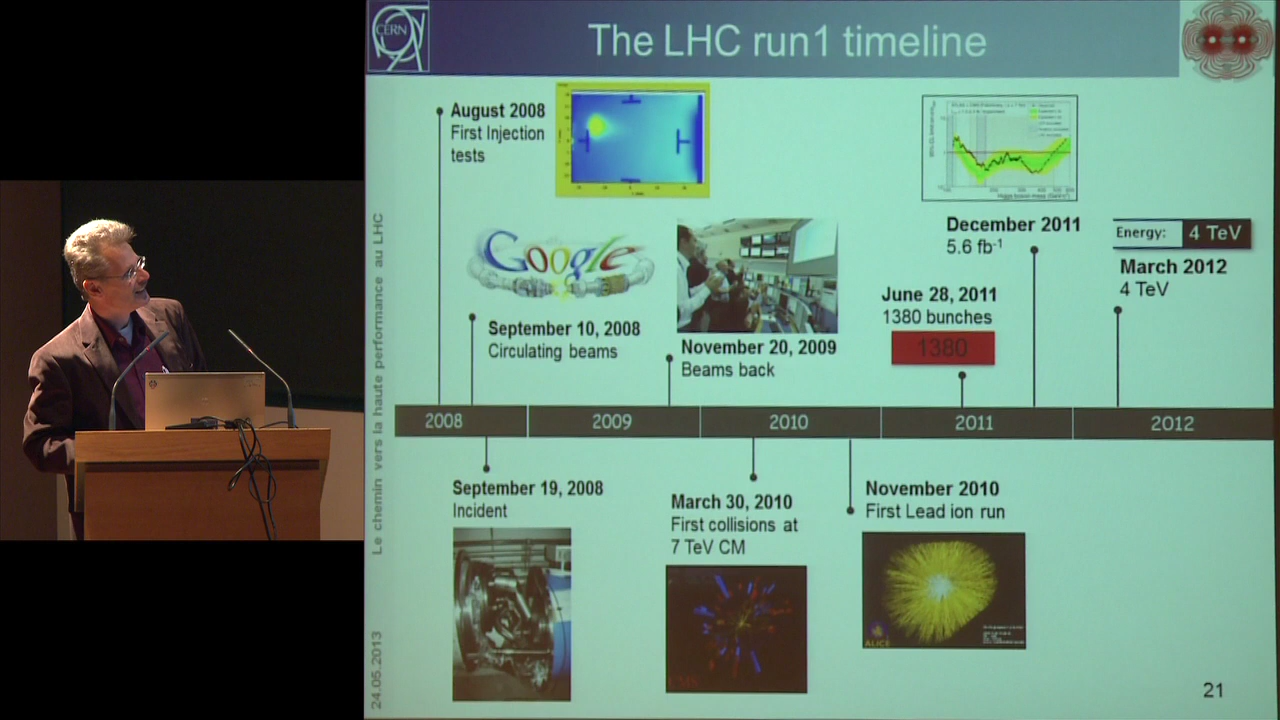 CERN
The LHC run1 timeline
August 2008
First Injection
tests
Google
September 10, 2008
Circulating beams
November 20, 2009
Beams back
June 28, 2011
1380 bunches
1380
December 2011
5.6 fb-1
Energy: 4 TeV
March 2012
4 TeV
2008 2009 2010 2011 2012
September 19, 2008
Incident
March 30, 2010
First collisions at
7 TeV CM
CMS
November 2010
First Lead ion run
ALICE
Le chemin vers la haute performance au LHC
24.05.2013
21